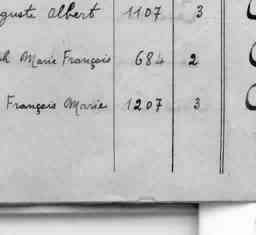 guste Albert 1107 3
h Marie François 684 2
François Marie 1207 3